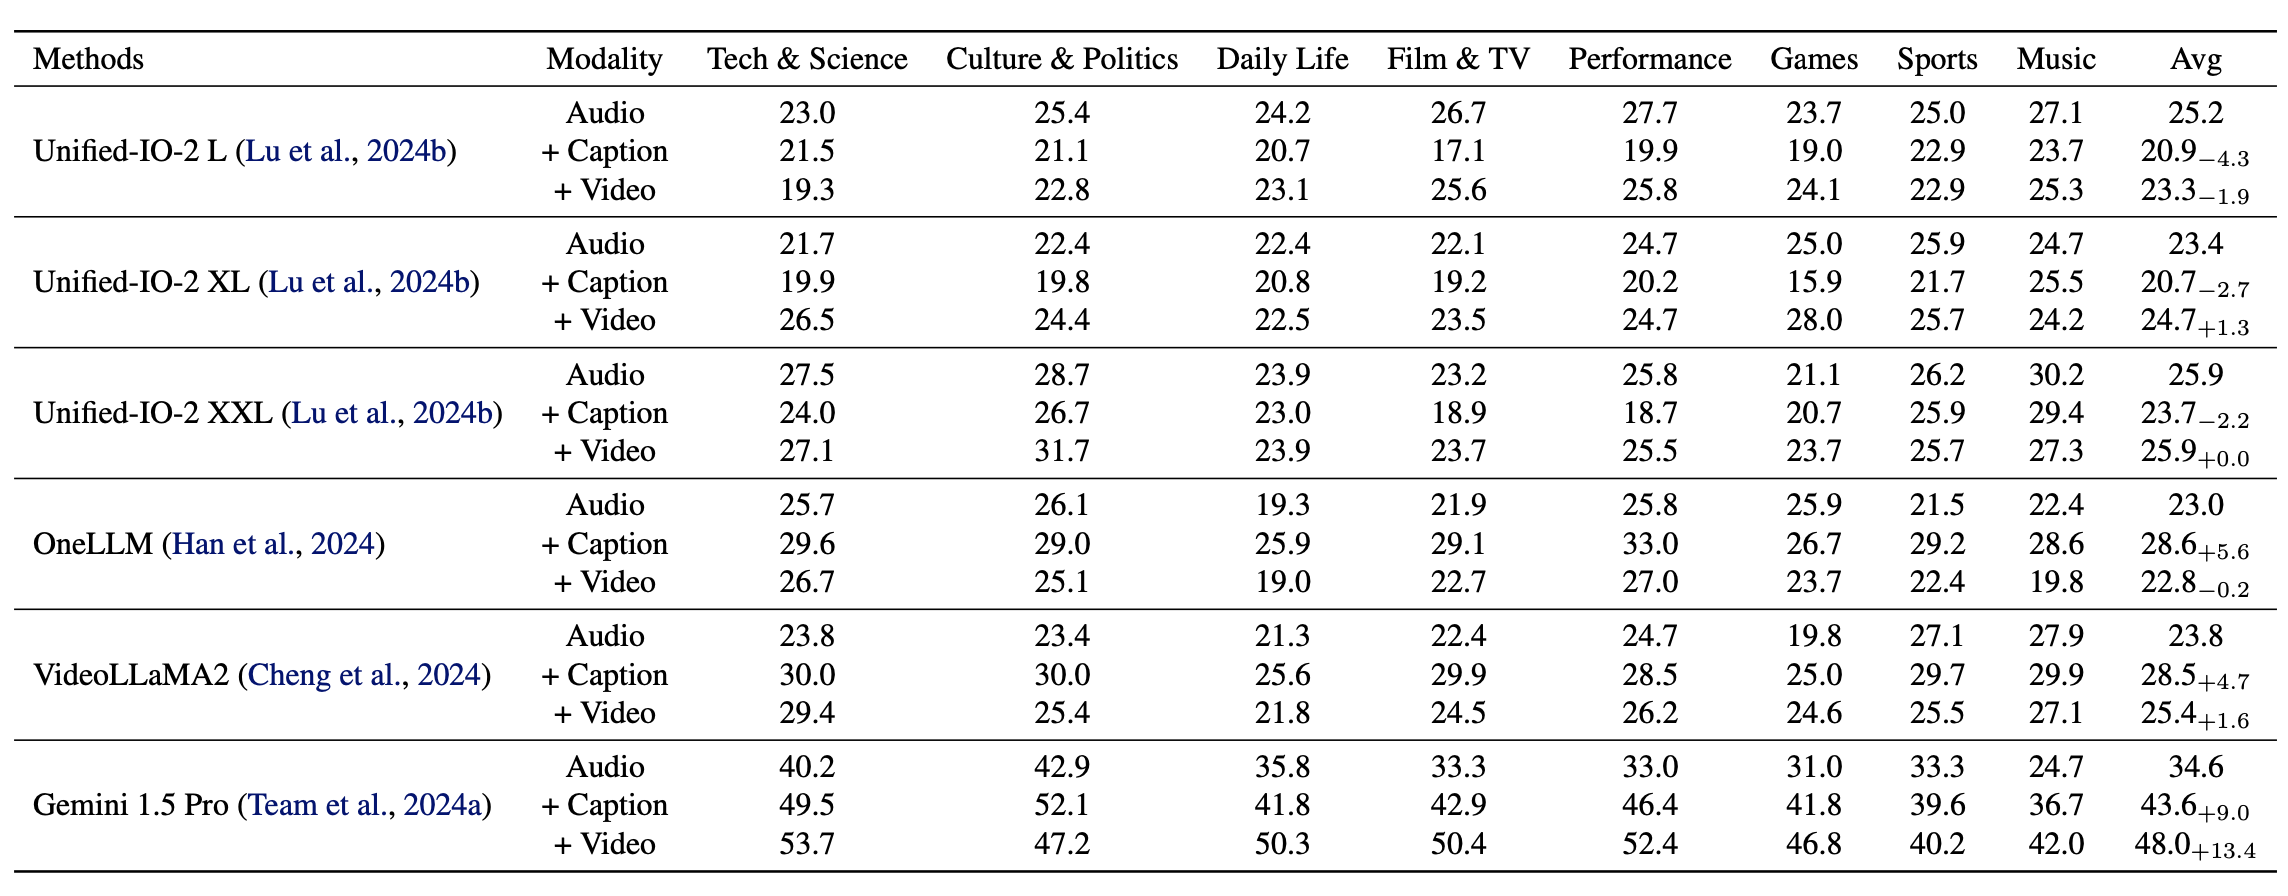 Methods Modality Tech & Science Culture & Politics Daily Life Film & TV Performance Games Sports Music Avg
Audio 23.0 25.4 24.2 26.7 27.7 23.7 25.0 27.1 25.2
Unified-IO-2 L (Lu et al., 2024b) + Caption 21.5 21.1 20.7 17.1 19.9 19.0 22.9 23.7 20.9−4.3
+ Video 19.3 22.8 23.1 25.6 25.8 24.1 22.9 25.3 23.3−1.9
Audio 21.7 22.4 22.4 22.1 24.7 25.0 25.9 24.7 23.4
Unified-IO-2 XL (Lu et al., 2024b) + Caption 19.9 19.8 20.8 19.2 20.2 15.9 21.7 25.5 20.7−2.7
+ Video 26.5 24.4 22.5 23.5 24.7 28.0 25.7 24.2 24.7+1.3
Audio 27.5 28.7 23.9 23.2 25.8 21.1 26.2 30.2 25.9
Unified-IO-2 XXL (Lu et al., 2024b) + Caption 24.0 26.7 23.0 18.9 18.7 20.7 25.9 29.4 23.7−2.2
+ Video 27.1 31.7 23.9 23.7 25.5 23.7 25.7 27.3 25.9+0.0
Audio 25.7 26.1 19.3 21.9 25.8 25.9 21.5 22.4 23.0
OneLLM (Han et al., 2024) + Caption 29.6 29.0 25.9 29.1 33.0 26.7 29.2 28.6 28.6+5.6
+ Video 26.7 25.1 19.0 22.7 27.0 23.7 22.4 19.8 22.8−0.2
Audio 23.8 23.4 21.3 22.4 24.7 19.8 27.1 27.9 23.8
VideoLLaMA2 (Cheng et al., 2024) + Caption 30.0 30.0 25.6 29.9 28.5 25.0 29.7 29.9 28.5+4.7
+ Video 29.4 25.4 21.8 24.5 26.2 24.6 25.5 27.1 25.4+1.6
Audio 40.2 42.9 35.8 33.3 33.0 31.0 33.3 24.7 34.6
Gemini 1.5 Pro (Team et al., 2024a) + Caption 49.5 52.1 41.8 42.9 46.4 41.8 39.6 36.7 43.6+9.0
+ Video 53.7 47.2 50.3 50.4 52.4 46.8 40.2 42.0 48.0+13.4